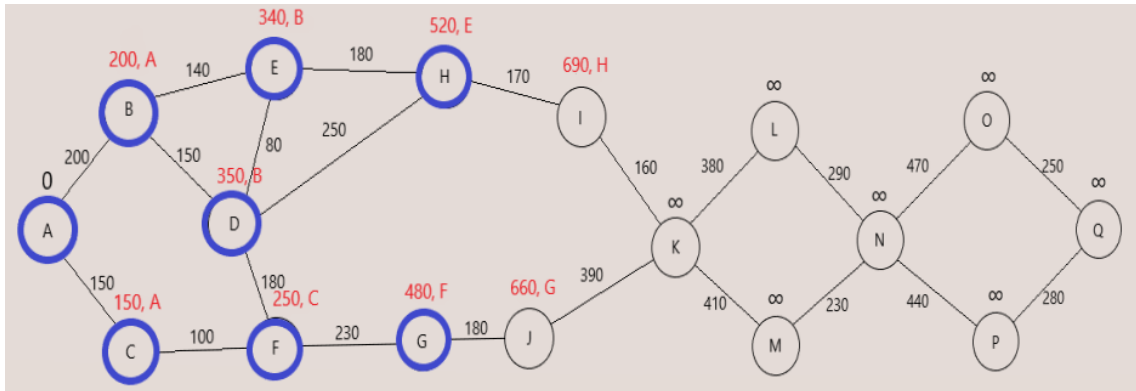 340, B
520, E
200, A
140
E
180
H
170
690, H
∞
∞
B
I
L
O
200
150
80
250
0
350, B
160
380
290
470
250
∞
∞
∞
A
D
K
N
Q
150
180
150, A
250, C
480, F
660, G
390
410
∞
230
440
∞
280
C
100
F
230
G
180
J
M
P